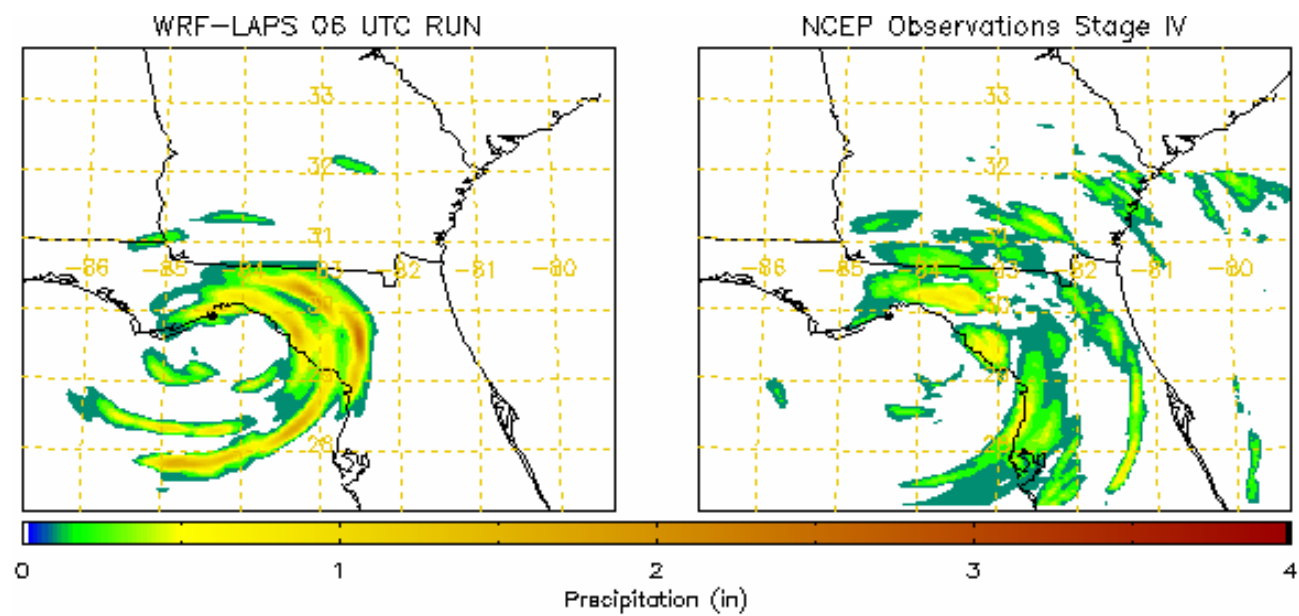 WRF-LAPS 06 UTC RUN
NCEP Observations Stage IV
33
33
32
32
31
31
-86 -85 -84 -83 -82 -81 -80
-86 -85 -84 -83 -82 -81 -80
30
30
29
29
28
28
0 1 2 3 4
Precipitation (in)